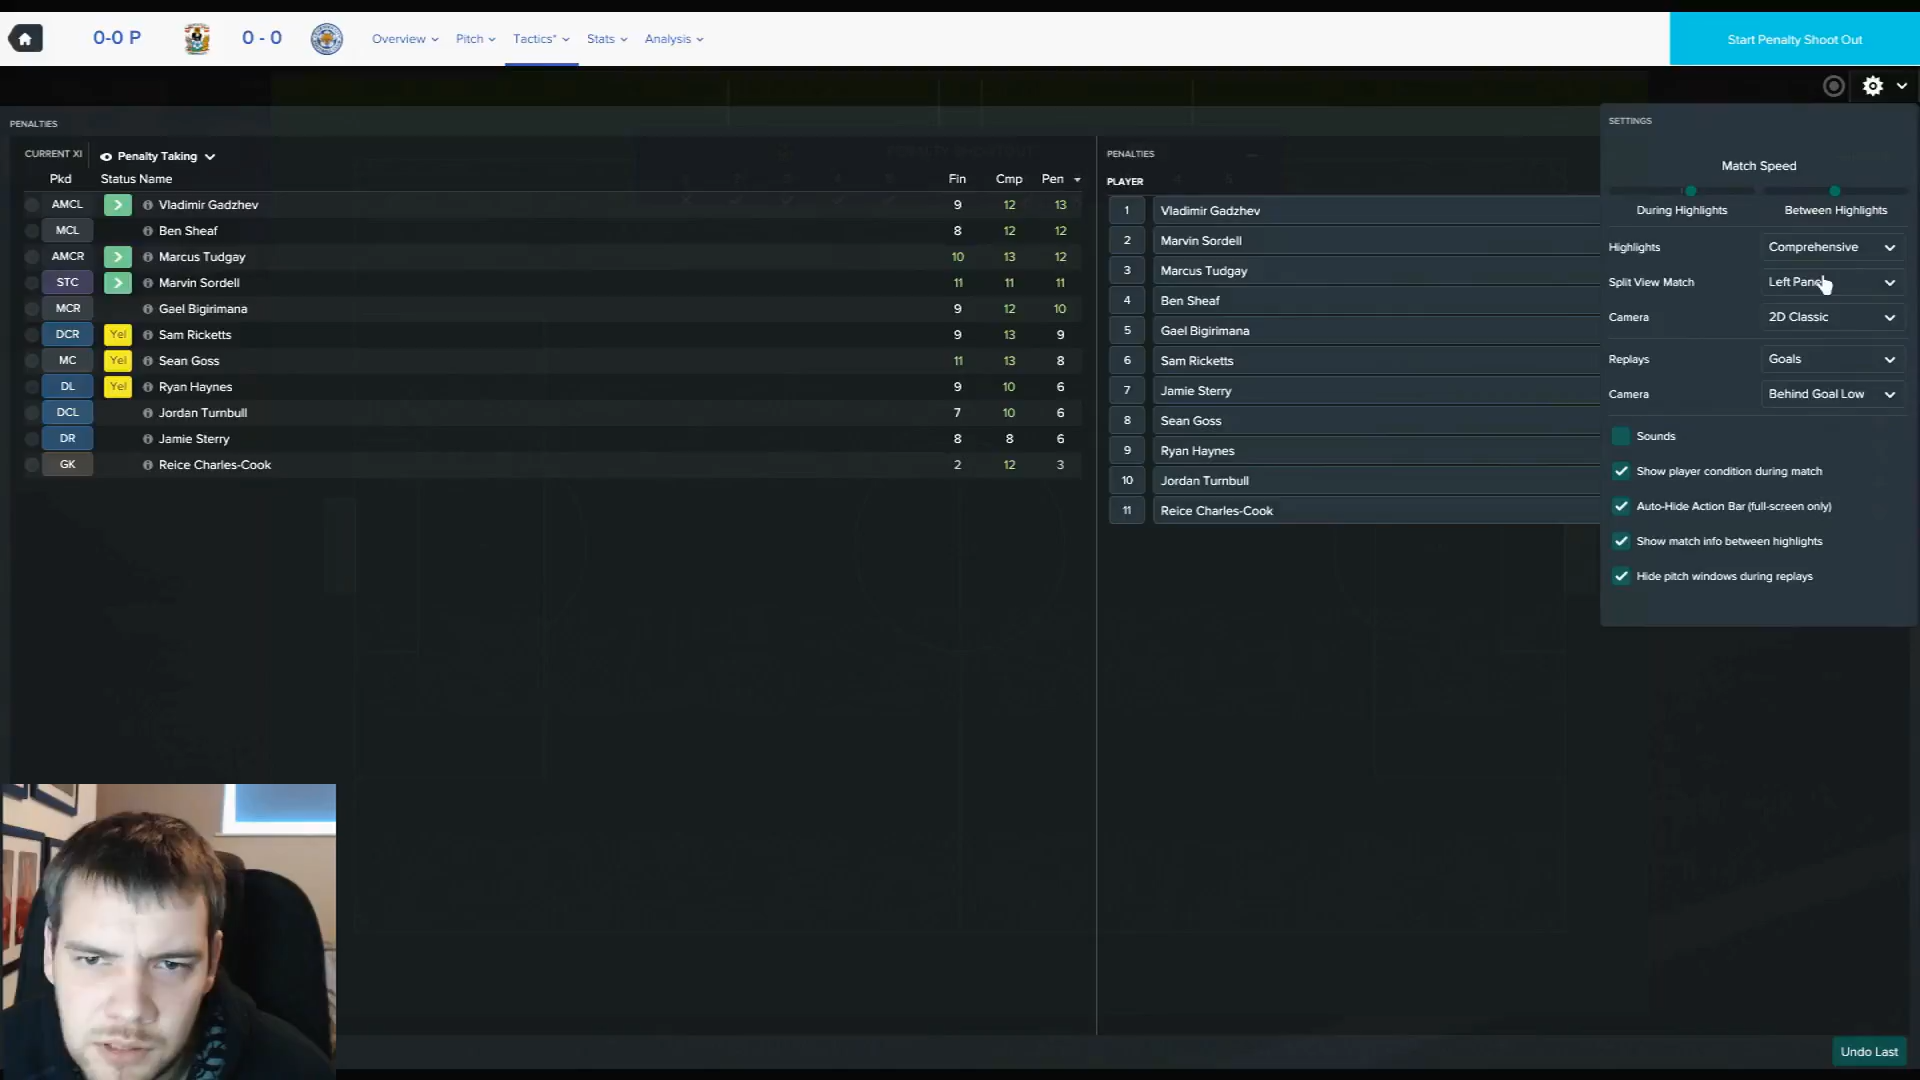 0-0 P 0 - 0 Overview Pitch Tactics* Stats Analysis Start Penalty Shoot Out
PENALTIES
CURRENT XI Penalty Taking
Pkd Status Name Fin Cmp Pen
AMCL Vladimir Gadzhev 9 12 13
MCL Ben Sheaf 8 12 12
AMCR Marcus Tudgay 10 13 12
STC Marvin Sordell 11 11 11
MCR Gael Bigirimana 9 12 10
DCR Yel Sam Ricketts 9 13 9
MC Yel Sean Goss 11 13 8
DL Yel Ryan Haynes 9 10 6
DCL Jordan Turnbull 7 10 6
DR Jamie Sterry 8 8 6
GK Reice Charles-Cook 2 12 3
PENALTIES
PLAYER
1 Vladimir Gadzhev
2 Marvin Sordell
3 Marcus Tudgay
4 Ben Sheaf
5 Gael Bigirimana
6 Sam Ricketts
7 Jamie Sterry
8 Sean Goss
9 Ryan Haynes
10 Jordan Turnbull
11 Reice Charles-Cook
SETTINGS
Match Speed
During Highlights Between Highlights
Highlights Comprehensive
Split View Match Left Panel
Camera 2D Classic
Replays Goals
Camera Behind Goal Low
Sounds
Show player condition during match
Auto-Hide Action Bar (full-screen only)
Show match info between highlights
Hide pitch windows during replays
Undo Last